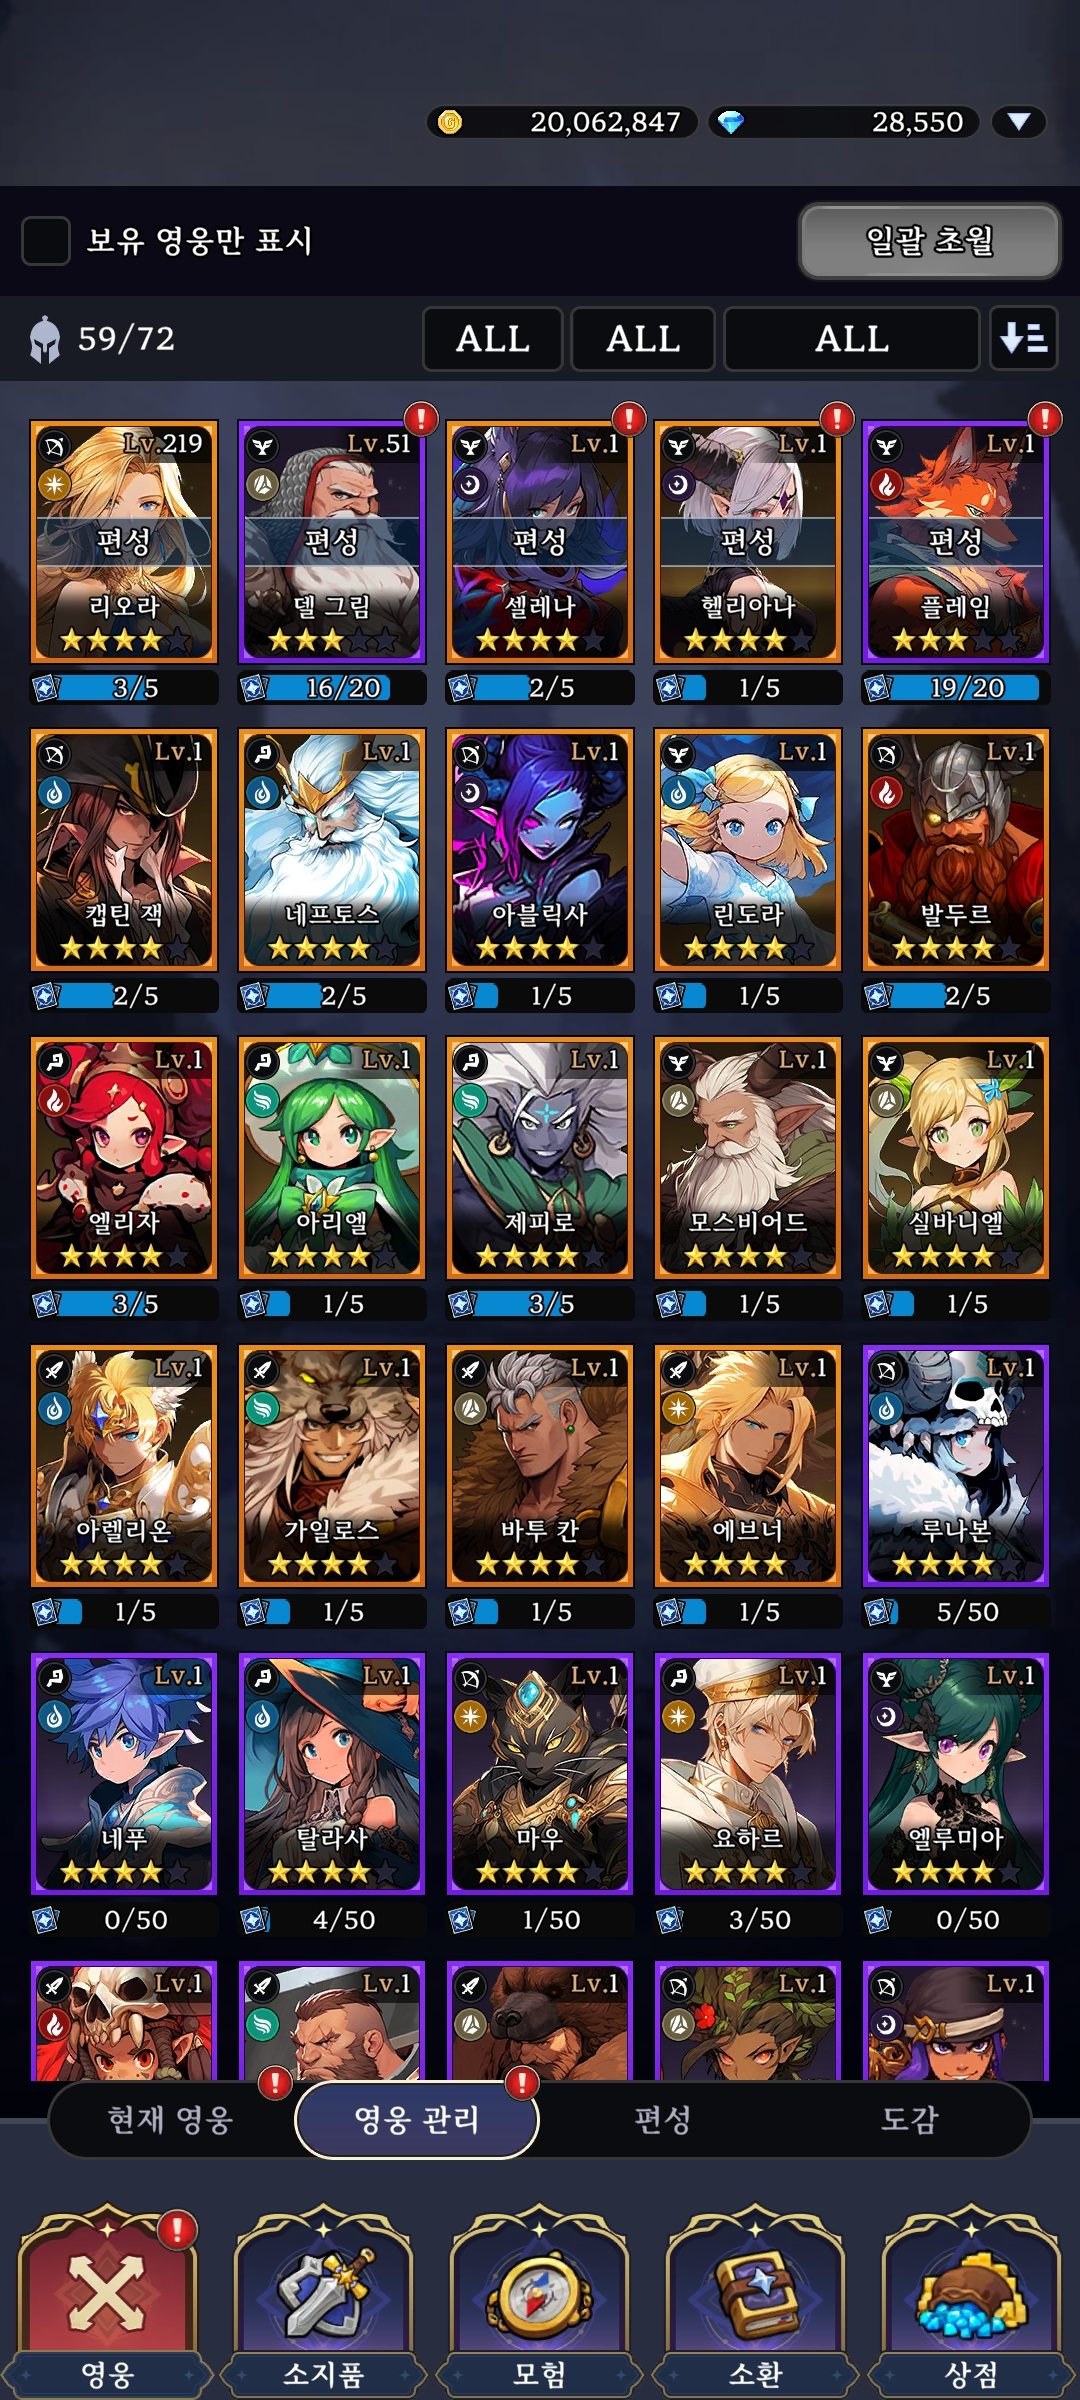 20,062,847 28,550
보유 영웅만 표시 일괄 초월
59/72 ALL ALL ALL
Lv.219 Lv.51 Lv.1 Lv.1 Lv.1
편성 편성 편성 편성 편성
리오라 델 그림 셀레나 헬리아나 플레임
3/5 16/20 2/5 1/5 19/20
Lv.1 Lv.1 Lv.1 Lv.1 Lv.1
캡틴 잭 네프토스 아블릭사 린도라 발두르
2/5 2/5 1/5 1/5 2/5
Lv.1 Lv.1 Lv.1 Lv.1 Lv.1
엘리자 아리엘 제피로 모스비어드 실바니엘
3/5 1/5 3/5 1/5 1/5
Lv.1 Lv.1 Lv.1 Lv.1 Lv.1
아렐리온 가일로스 바투 칸 에브너 루나본
1/5 1/5 1/5 1/5 5/50
Lv.1 Lv.1 Lv.1 Lv.1 Lv.1
네푸 탈라사 마우 요하르 엘루미아
0/50 4/50 1/50 3/50 0/50
Lv.1 Lv.1 Lv.1 Lv.1 Lv.1
현재 영웅 영웅 관리 편성 도감
영웅 소지품 모험 소환 상점